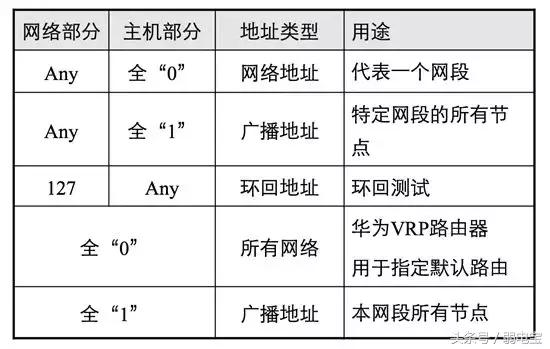 网络部分 主机部分 地址类型 用途
Any 全“0” 网络地址 代表一个网段
Any 全“1” 广播地址 特定网段的所有节
点
127 Any 环回地址 环回测试
全“0” 所有网络 华为VRP路由器
用于指定默认路由
全“1” 广播地址 本网段所有节点
头条号/弱电宝